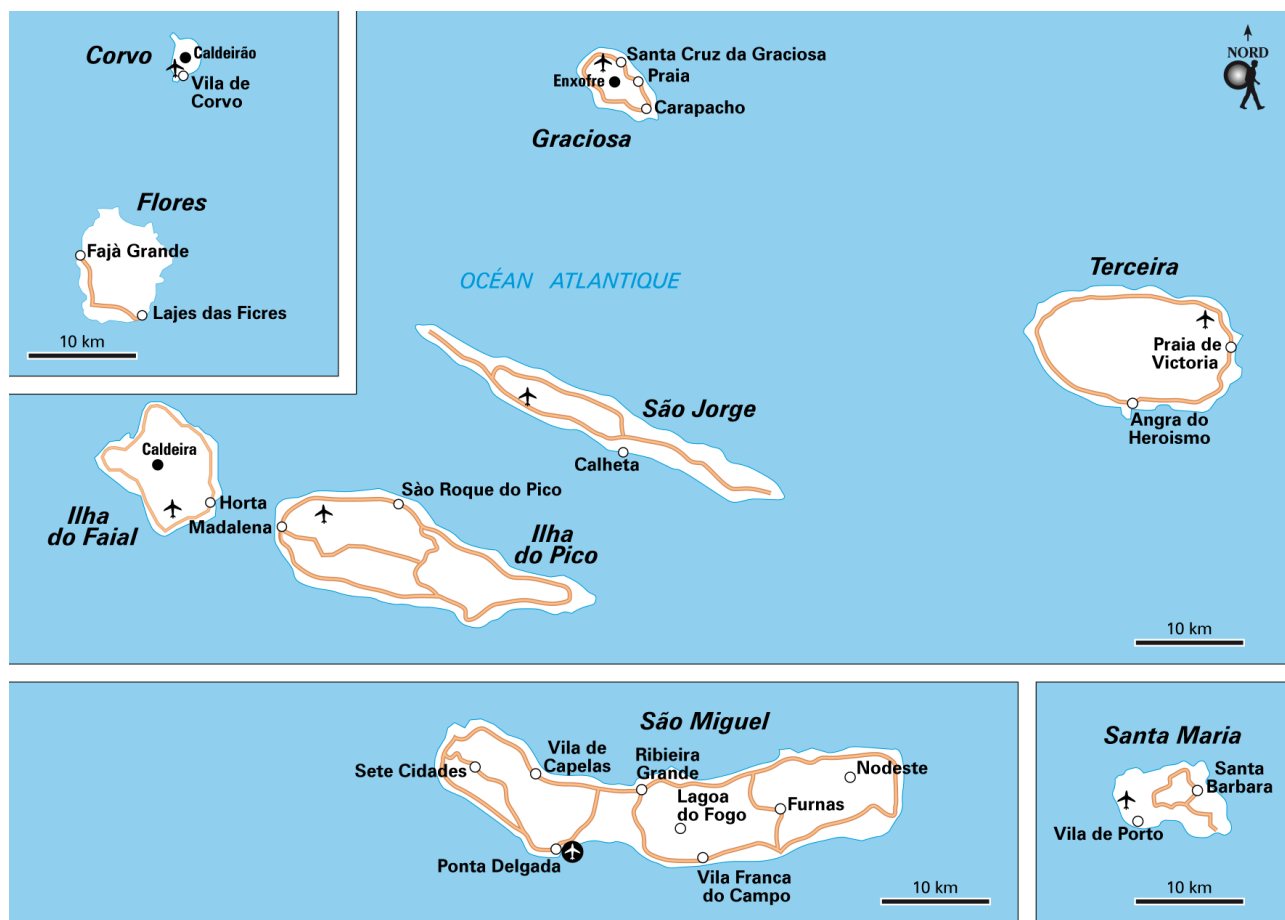 Corvo
Caldeirão
Vila de
Corvo
Flores
Fajà Grande
Lajes das Ficres
10 km
Santa Cruz da Graciosa
Enxofre
Praia
Carapacho
Graciosa
NORD
OCÉAN ATLANTIQUE
Terceira
Praia de
Victoria
Angra do
Heroismo
São Jorge
Calheta
Caldeira
Horta
Ilha
do Faial
Madalena
Sào Roque do Pico
Ilha
do Pico
10 km
São Miguel
Vila de
Capelas
Sete Cidades
Ribieira
Grande
Nodeste
Lagoa
do Fogo
Furnas
Ponta Delgada
Vila Franca
do Campo
10 km
Santa Maria
Santa
Barbara
Vila de Porto
10 km